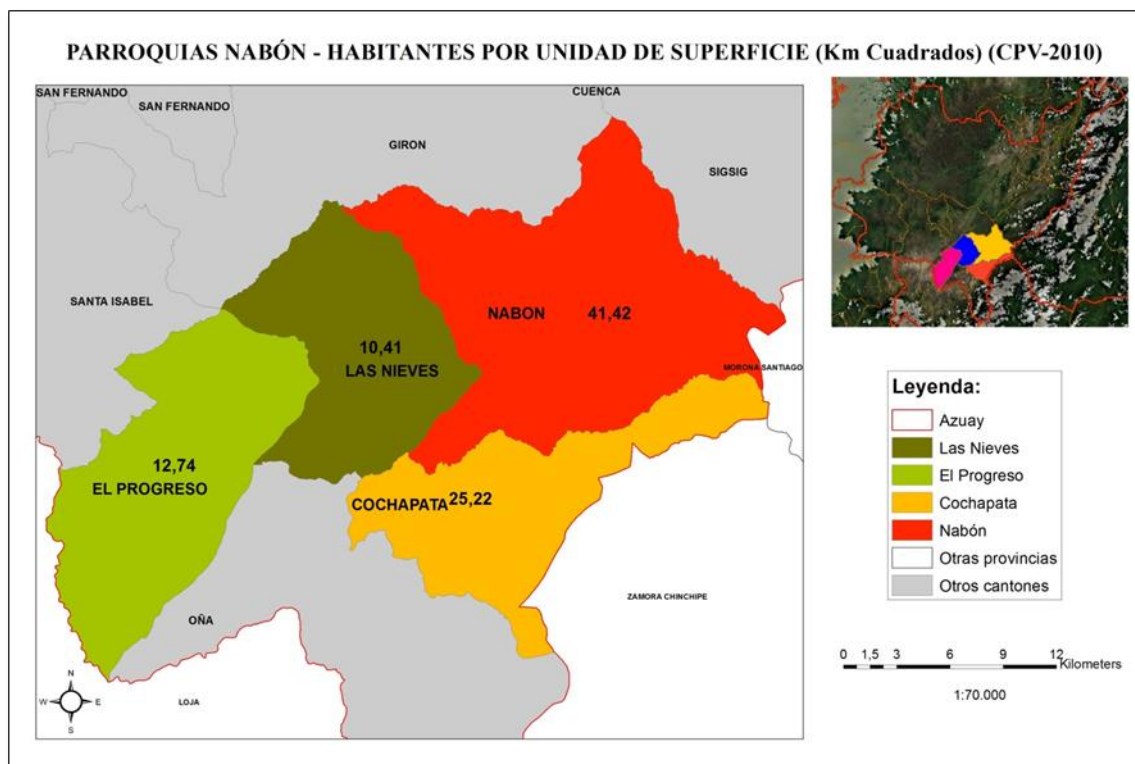 PARROQUIAS NABÓN - HABITANTES POR UNIDAD DE SUPERFICIE (Km Cuadrados) (CPV-2010)
SAN FERNANDO
SAN FERNANDO
CUENCA
GIRON
SIGSIG
SANTA ISABEL
NABON 41,42
10,41
LAS NIEVES
MORONA SANTIAGO
12,74
EL PROGRESO
COCHAPATA 25,22
ZAMORA CHINCHIPE
OÑA
LOJA
N
W E
S
Leyenda:
Azuay
Las Nieves
El Progreso
Cochapata
Nabón
Otras provincias
Otros cantones
0 1,5 3 6 9 12
Kilometers
1:70.000